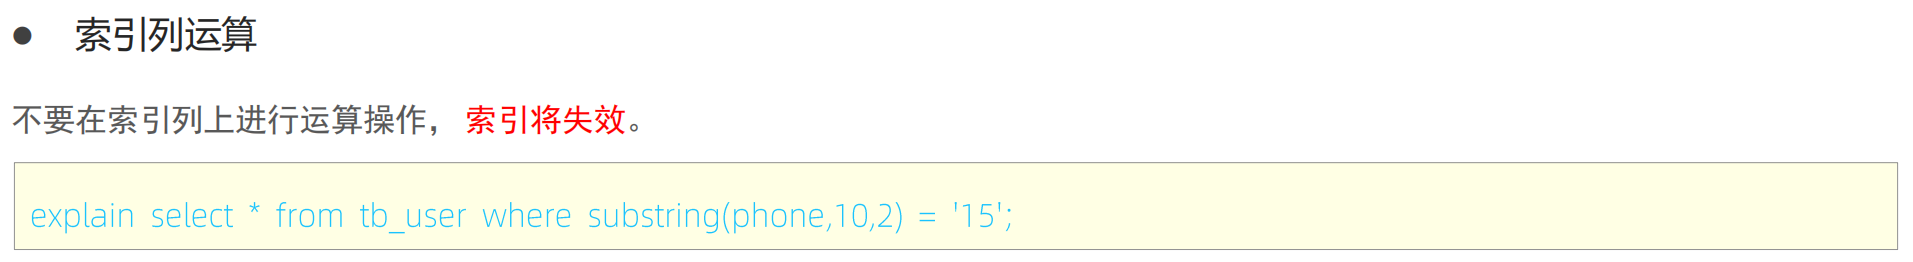 ● 索引列运算
不要在索引列上进行运算操作，索引将失效。
explain select * from tb_user where substring(phone,10,2) = '15';